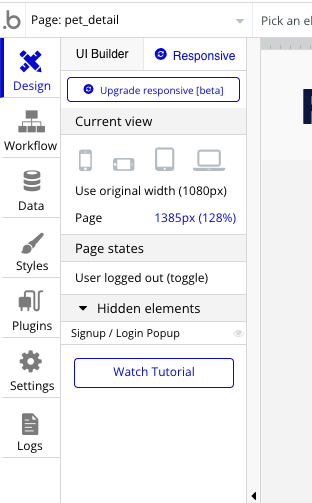 .b Page: pet_detail Pick an el
UI Builder Responsive
Design
Upgrade responsive [beta]
Current view
Workflow
Use original width (1080px)
Data
Page 1385px (128%)
Page states
Styles
User logged out (toggle)
Hidden elements
Plugins
Signup / Login Popup
Watch Tutorial
Settings
Logs